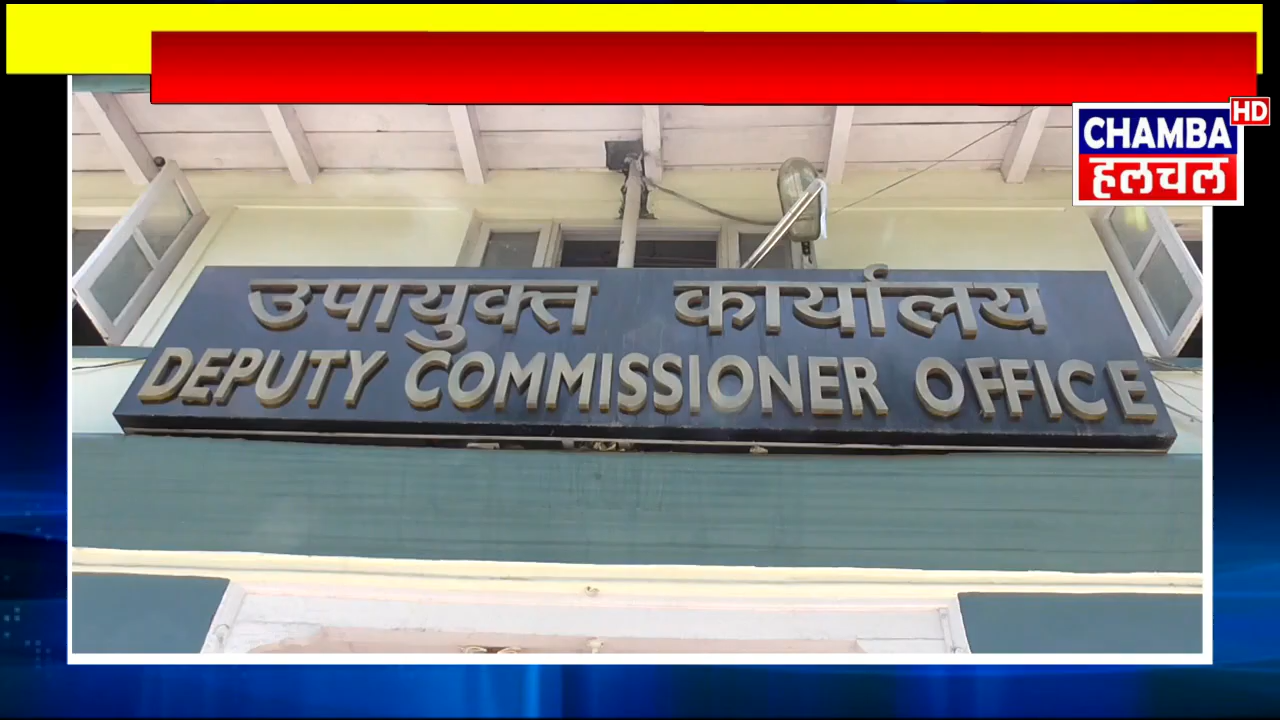 HD
CHAMBA
हलचल
उपायुक्त कार्यालय
DEPUTY COMMISSIONER OFFICE